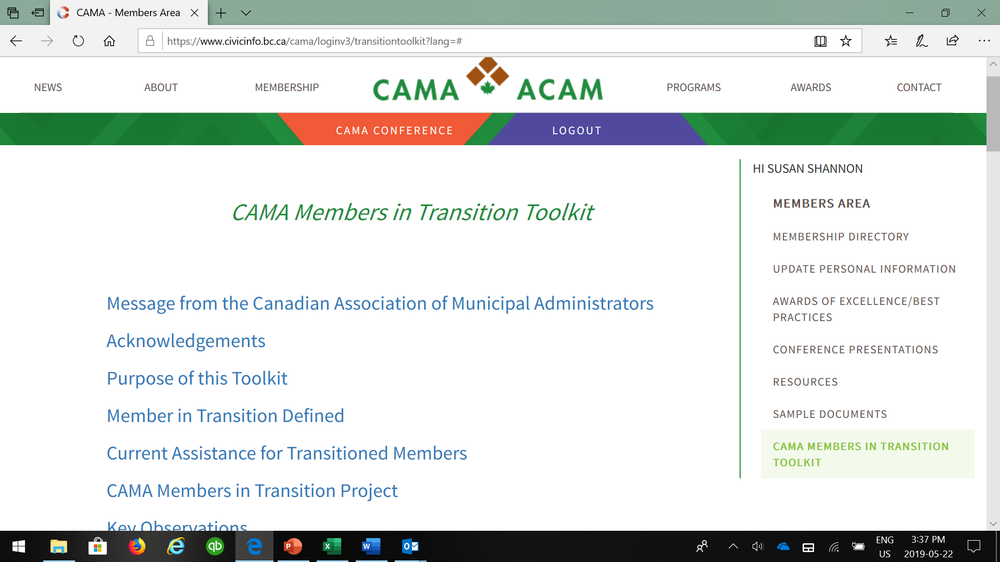 CAMA - Members Area
https://www.civicinfo.bc.ca/cama/loginv3/transitiontoolkit?lang=#
NEWS
ABOUT
MEMBERSHIP
CAMA ACAM
PROGRAMS
AWARDS
CONTACT
CAMA CONFERENCE
LOGOUT
HI SUSAN SHANNON
MEMBERS AREA
MEMBERSHIP DIRECTORY
UPDATE PERSONAL INFORMATION
AWARDS OF EXCELLENCE/BEST
PRACTICES
CONFERENCE PRESENTATIONS
RESOURCES
SAMPLE DOCUMENTS
CAMA MEMBERS IN TRANSITION
TOOLKIT
CAMA Members in Transition Toolkit
Message from the Canadian Association of Municipal Administrators
Acknowledgements
Purpose of this Toolkit
Member in Transition Defined
Current Assistance for Transitioned Members
CAMA Members in Transition Project
Key Observations
qb
P
X
W
O
ENG
US
3:37 PM
2019-05-22